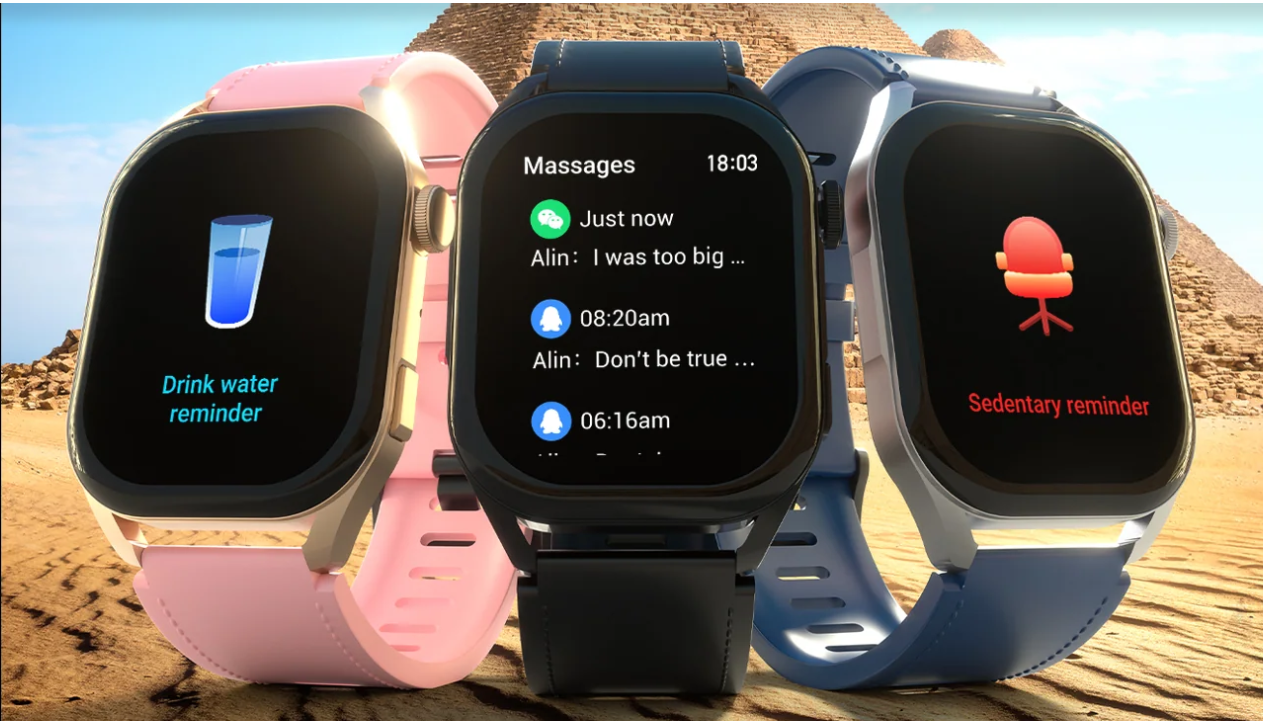 Drink water
reminder
Massages 18:03
Just now
Alin: I was too big ...
08:20am
Alin: Don't be true ...
06:16am
Sedentary reminder